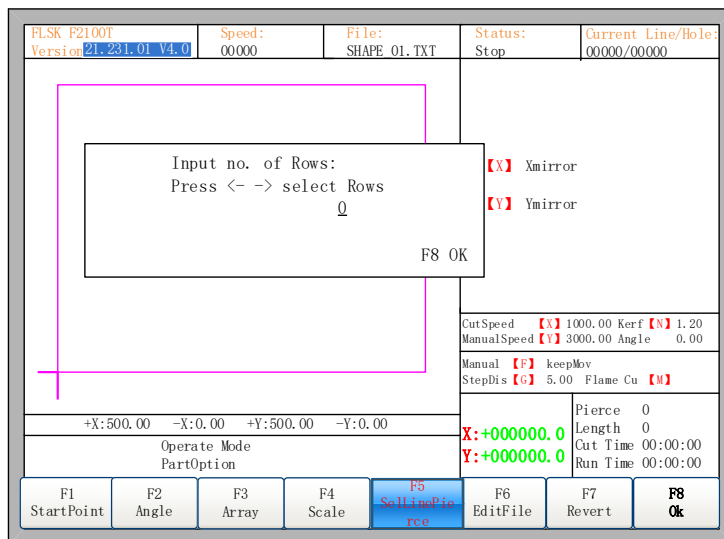 FLSK F2100T
Version 21.231.01 V4.0
Speed:
00000
File:
SHAPE_01.TXT
Status:
Stop
Current Line/Hole:
00000/00000
Input no. of Rows:
Press <- -> select Rows
0
F8 OK
【X】 Xmirror
【Y】 Ymirror
CutSpeed 【X】 1000.00 Kerf【N】 1.20
ManualSpeed【Y】 3000.00 Angle 0.00
Manual 【F】 keepMov
StepDis【G】 5.00 Flame Cu 【M】
+X:500.00 -X:0.00 +Y:500.00 -Y:0.00
Operate Mode
PartOption
X:+000000.0
Y:+000000.0
Pierce 0
Length 0
Cut Time 00:00:00
Run Time 00:00:00
F1
StartPoint
F2
Angle
F3
Array
F4
Scale
F5
SelLinePie
rce
F6
EditFile
F7
Revert
F8
Ok